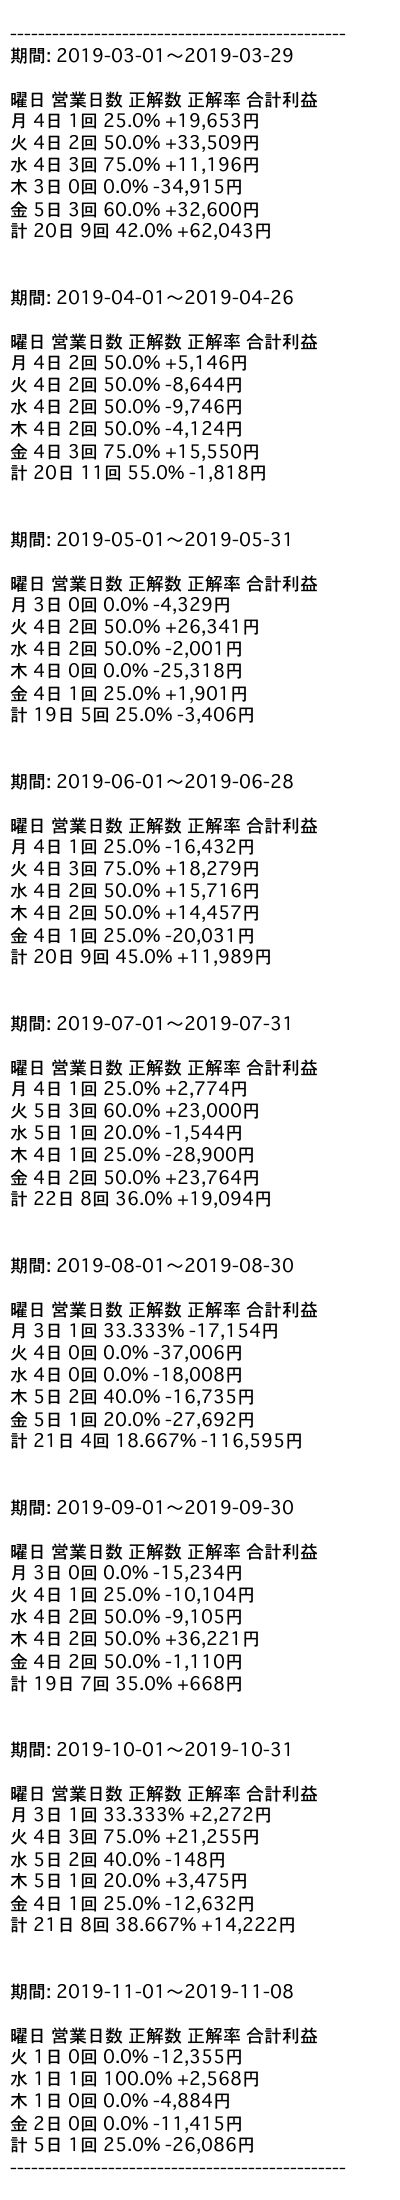 ------------------------------------------------
期間: 2019-03-01～2019-03-29
曜日 営業日数 正解数 正解率 合計利益
月 4日 1回 25.0% +19,653円
火 4日 2回 50.0% +33,509円
水 4日 3回 75.0% +11,196円
木 3日 0回 0.0% -34,915円
金 5日 3回 60.0% +32,600円
計 20日 9回 42.0% +62,043円
期間: 2019-04-01～2019-04-26
曜日 営業日数 正解数 正解率 合計利益
月 4日 2回 50.0% +5,146円
火 4日 2回 50.0% -8,644円
水 4日 2回 50.0% -9,746円
木 4日 2回 50.0% -4,124円
金 4日 3回 75.0% +15,550円
計 20日 11回 55.0% -1,818円
期間: 2019-05-01～2019-05-31
曜日 営業日数 正解数 正解率 合計利益
月 3日 0回 0.0% -4,329円
火 4日 2回 50.0% +26,341円
水 4日 2回 50.0% -2,001円
木 4日 0回 0.0% -25,318円
金 4日 1回 25.0% +1,901円
計 19日 5回 25.0% -3,406円
期間: 2019-06-01～2019-06-28
曜日 営業日数 正解数 正解率 合計利益
月 4日 1回 25.0% -16,432円
火 4日 3回 75.0% +18,279円
水 4日 2回 50.0% +15,716円
木 4日 2回 50.0% +14,457円
金 4日 1回 25.0% -20,031円
計 20日 9回 45.0% +11,989円
期間: 2019-07-01～2019-07-31
曜日 営業日数 正解数 正解率 合計利益
月 4日 1回 25.0% +2,774円
火 5日 3回 60.0% +23,000円
水 5日 1回 20.0% -1,544円
木 4日 1回 25.0% -28,900円
金 4日 2回 50.0% +23,764円
計 22日 8回 36.0% +19,094円
期間: 2019-08-01～2019-08-30
曜日 営業日数 正解数 正解率 合計利益
月 3日 1回 33.333% -17,154円
火 4日 0回 0.0% -37,006円
水 4日 0回 0.0% -18,008円
木 5日 2回 40.0% -16,735円
金 5日 1回 20.0% -27,692円
計 21日 4回 18.667% -116,595円
期間: 2019-09-01～2019-09-30
曜日 営業日数 正解数 正解率 合計利益
月 3日 0回 0.0% -15,234円
火 4日 1回 25.0% -10,104円
水 4日 2回 50.0% -9,105円
木 4日 2回 50.0% +36,221円
金 4日 2回 50.0% -1,110円
計 19日 7回 35.0% +668円
期間: 2019-10-01～2019-10-31
曜日 営業日数 正解数 正解率 合計利益
月 3日 1回 33.333% +2,272円
火 4日 3回 75.0% +21,255円
水 5日 2回 40.0% -148円
木 5日 1回 20.0% +3,475円
金 4日 1回 25.0% -12,632円
計 21日 8回 38.667% +14,222円
期間: 2019-11-01～2019-11-08
曜日 営業日数 正解数 正解率 合計利益
火 1日 0回 0.0% -12,355円
水 1日 1回 100.0% +2,568円
木 1日 0回 0.0% -4,884円
金 2日 0回 0.0% -11,415円
計 5日 1回 25.0% -26,086円
------------------------------------------------